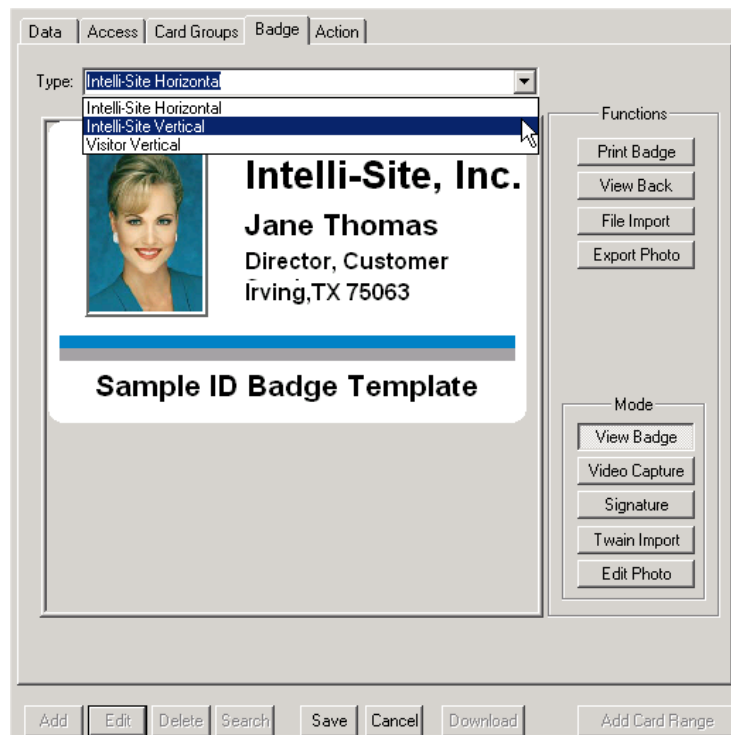 Data Access Card Groups Badge Action
Type: Intelli-Site Horizontal
Intelli-Site Horizontal
Intelli-Site Vertical
Visitor Vertical
Intelli-Site, Inc.
Jane Thomas
Director, Customer
Irving,TX 75063
Sample ID Badge Template
Functions
Print Badge
View Back
File Import
Export Photo
Mode
View Badge
Video Capture
Signature
Twain Import
Edit Photo
Add Edit Delete Search Save Cancel Download Add Card Range